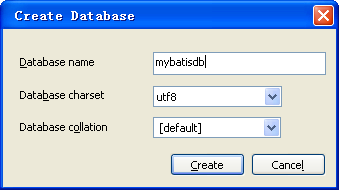 Create Database
Database name mybatisdb
Database charset utf8
Database collation [default]
Create Cancel